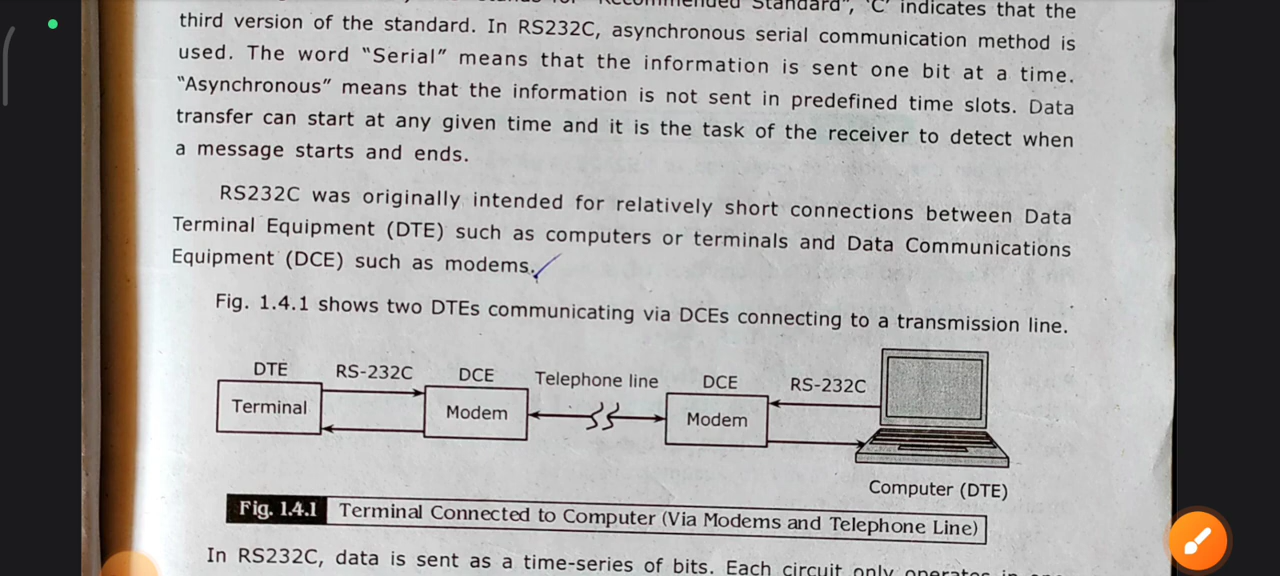 Recommended Standard", 'C' indicates that the
third version of the standard. In RS232C, asynchronous serial communication method is
used. The word "Serial" means that the information is sent one bit at a time.
"Asynchronous" means that the information is not sent in predefined time slots. Data
transfer can start at any given time and it is the task of the receiver to detect when
a message starts and ends.
RS232C was originally intended for relatively short connections between Data
Terminal Equipment (DTE) such as computers or terminals and Data Communications
Equipment (DCE) such as modems.
Fig. 1.4.1 shows two DTEs communicating via DCEs connecting to a transmission line.
DTE RS-232C DCE Telephone line DCE RS-232C
Terminal Modem Modem
Computer (DTE)
Fig. 1.4.1 Terminal Connected to Computer (Via Modems and Telephone Line)
In RS232C, data is sent as a time-series of bits. Each circuit only operates in